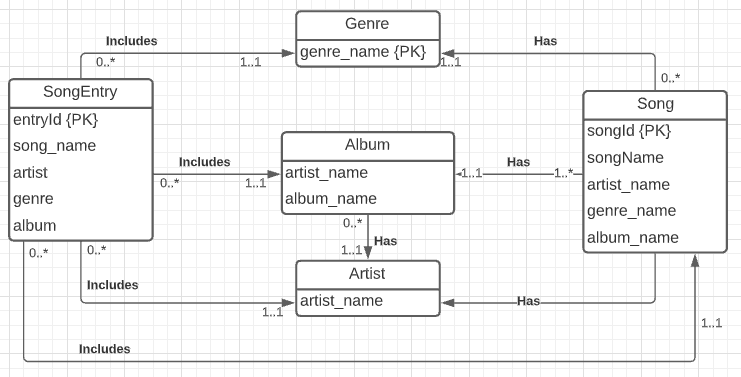 Genre
genre_name {PK}
Includes
0..*
1..1
Has
1..1
0..*
SongEntry
entryId {PK}
song_name
artist
genre
album
Song
songId {PK}
songName
artist_name
genre_name
album_name
Album
artist_name
album_name
Includes
0..*
1..1
Has
1..1
1..*
0..*
1..1
Has
Artist
artist_name
0..*
0..*
Includes
1..1
Has
Includes
1..1